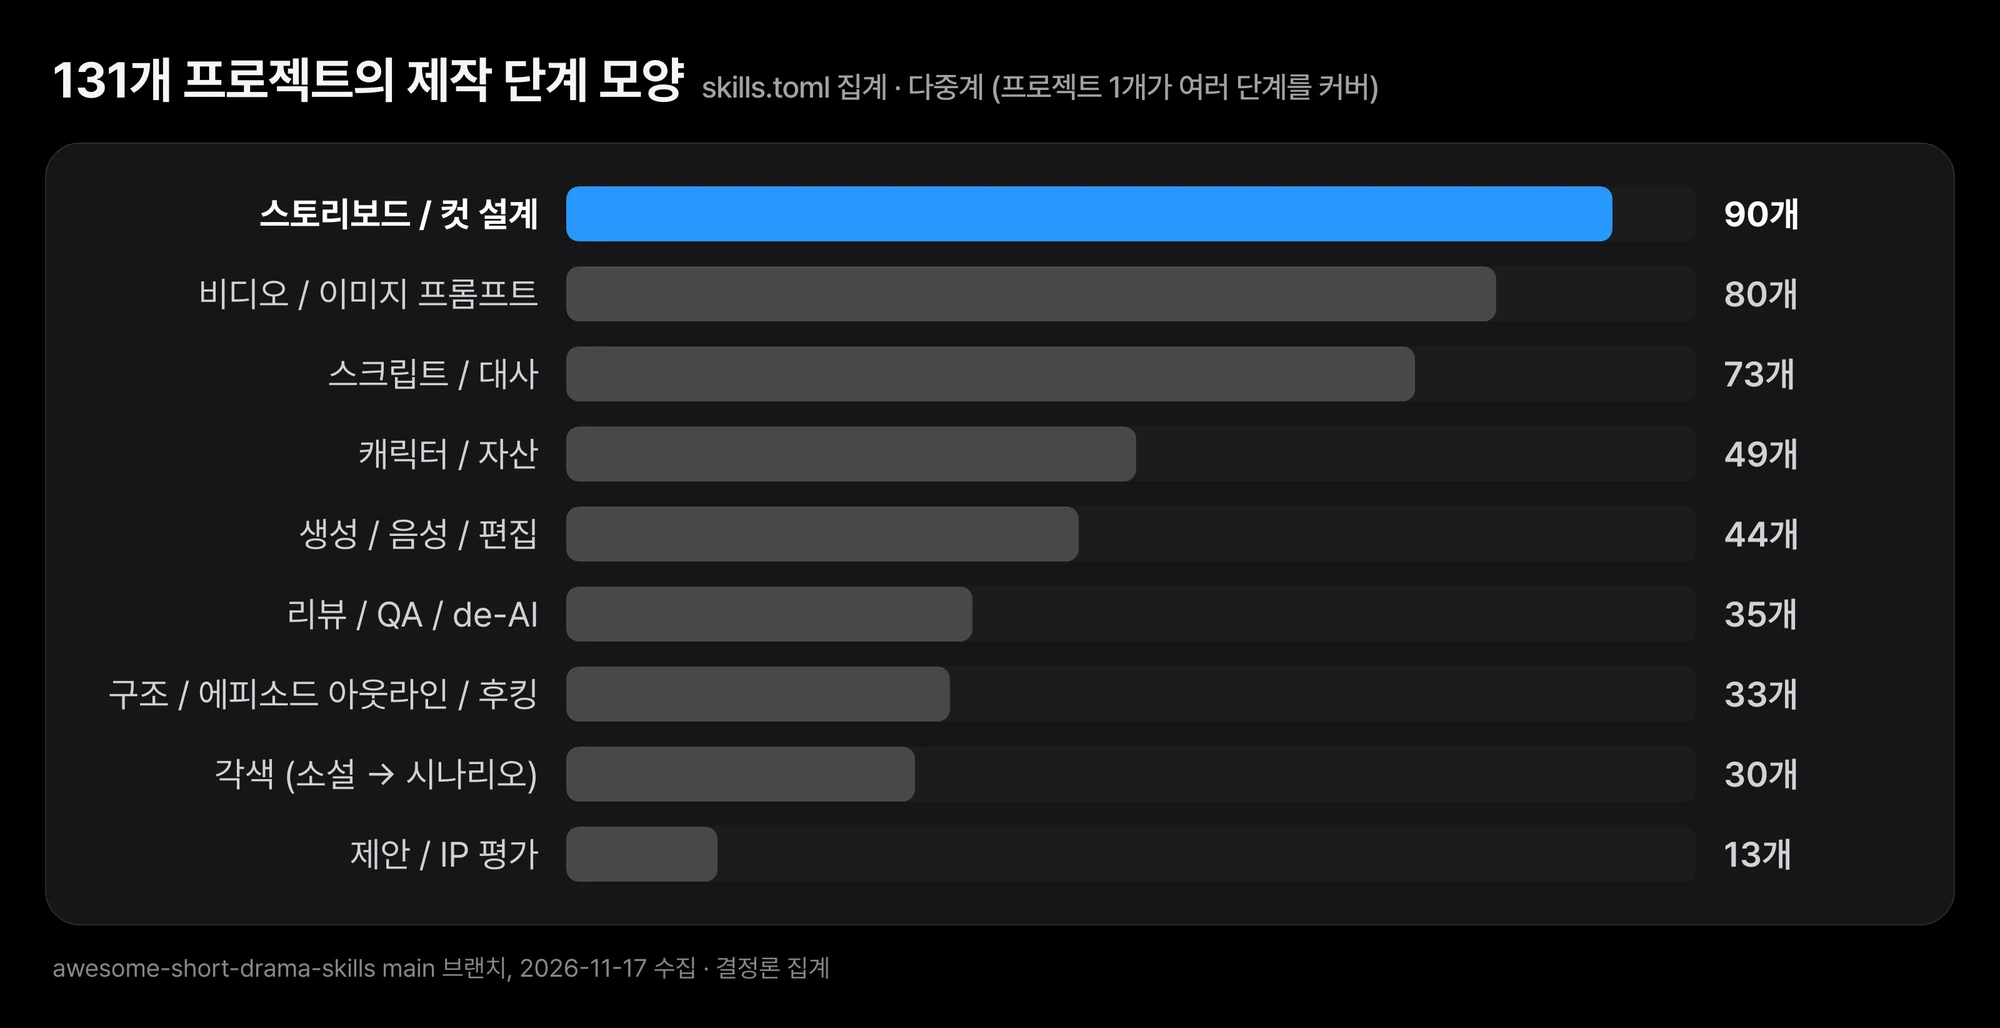 131개 프로젝트의 제작 단계 모양 skills.toml 집계 · 다중계 (프로젝트 1개가 여러 단계를 커버)
스토리보드 / 컷 설계 90개
비디오 / 이미지 프롬프트 80개
스크립트 / 대사 73개
캐릭터 / 자산 49개
생성 / 음성 / 편집 44개
리뷰 / QA / de-AI 35개
구조 / 에피소드 아웃라인 / 후킹 33개
각색 (소설 → 시나리오) 30개
제안 / IP 평가 13개
awesome-short-drama-skills main 브랜치, 2026-11-17 수집 · 결정론 집계